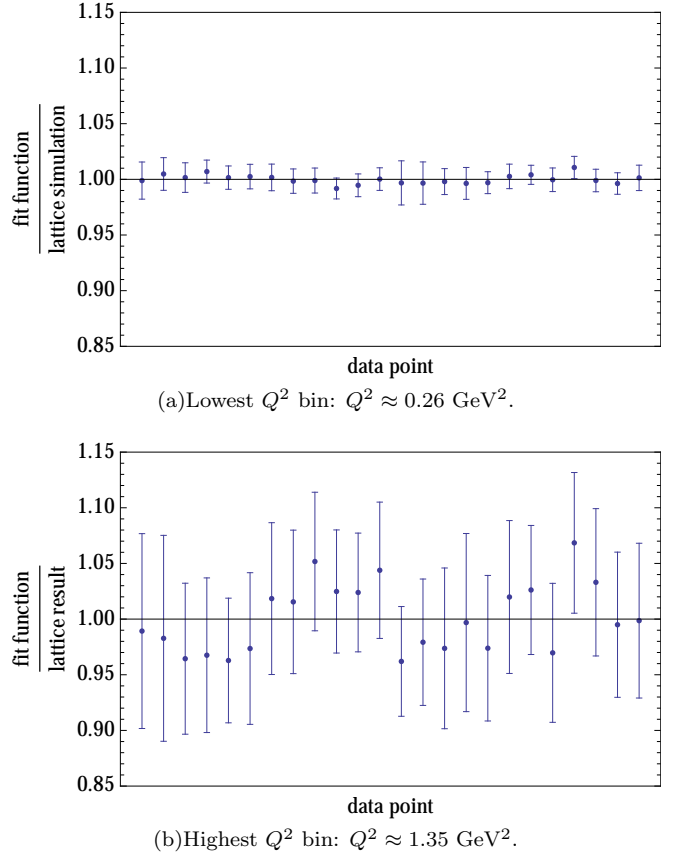 1.15
1.10
1.05
1.00
0.95
0.90
0.85
fit function
lattice simulation
data point
(a)Lowest Q² bin: Q² ≈ 0.26 GeV².
1.15
1.10
1.05
1.00
0.95
0.90
0.85
fit function
lattice result
data point
(b)Highest Q² bin: Q² ≈ 1.35 GeV².